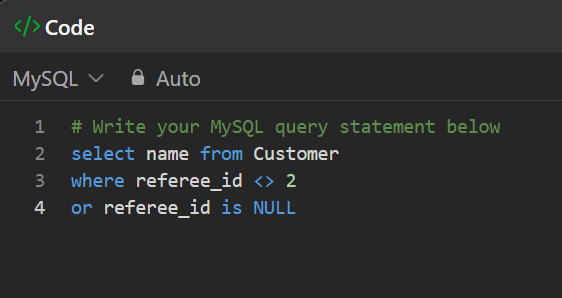 </> Code
MySQL Auto
1 # Write your MySQL query statement below
2 select name from Customer
3 where referee_id <> 2
4 or referee_id is NULL